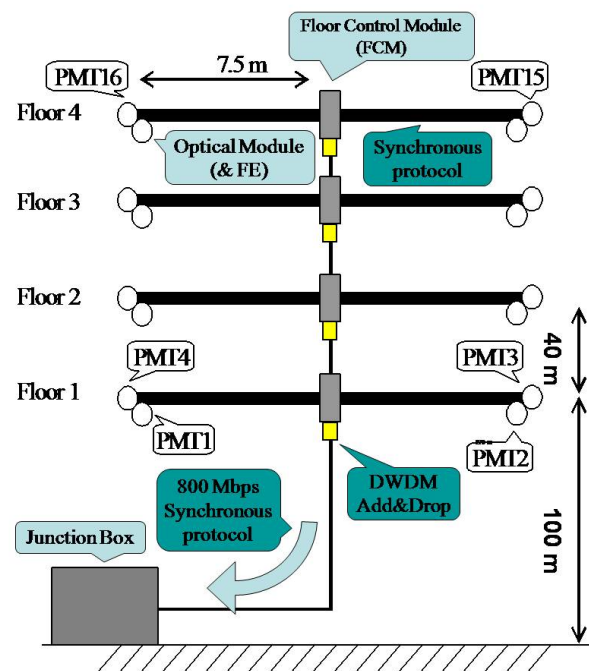 Floor Control Module
(FCM)
PMT16
7.5 m
PMT15
Floor 4
Optical Module
(& FE)
Synchronous
protocol
Floor 3
Floor 2
40 m
PMT4
PMT3
Floor 1
PMT1
PMT2
800 Mbps
Synchronous
protocol
DWDM
Add&Drop
100 m
Junction Box